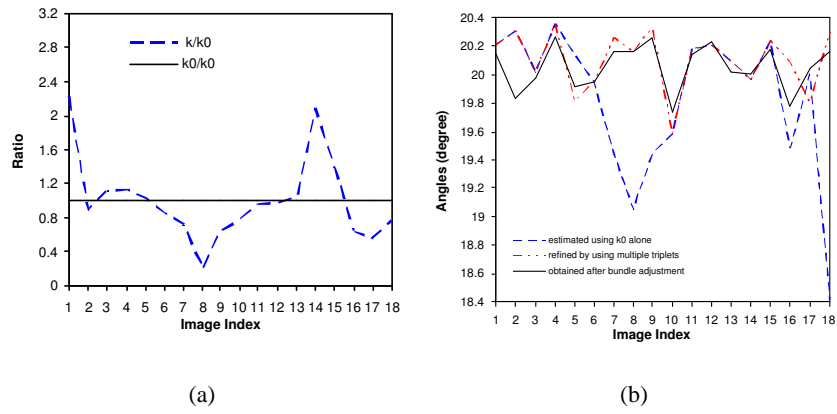 (a)
3.2
2.8
2.4
2
1.6
1.2
0.8
0.4
0
Ratio
k/k0
k0/k0
1 2 3 4 5 6 7 8 9 10 11 12 13 14 15 16 17 18
Image Index
(a)
(b)
20.4
20.2
20
19.8
19.6
19.4
19.2
19
18.8
18.6
18.4
Angles (degree)
estimated using k0 alone
refined by using multiple triplets
obtained after bundle adjustment
1 2 3 4 5 6 7 8 9 10 11 12 13 14 15 16 17 18
Image Index
(b)